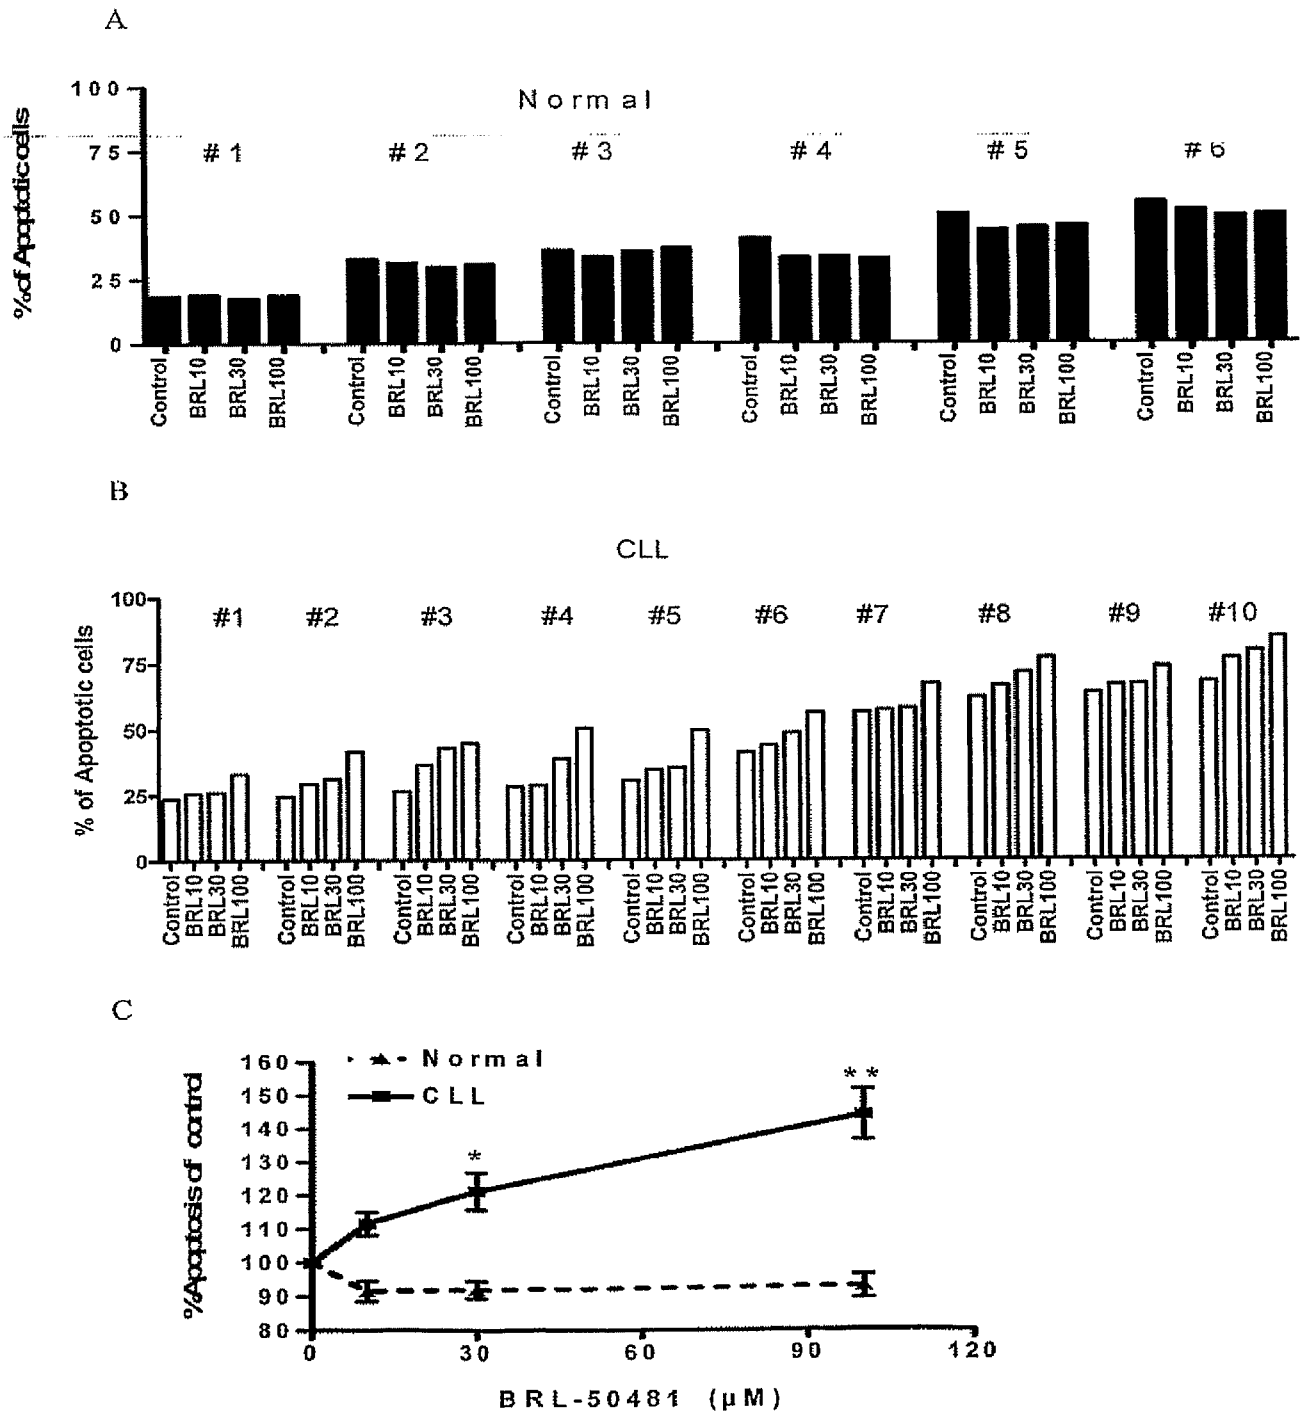 A
Normal
100
75
50
25
0
% of Apoptotic cells
#1 #2 #3 #4 #5 #6
Control BRL10 BRL30 BRL100 Control BRL10 BRL30 BRL100 Control BRL10 BRL30 BRL100 Control BRL10 BRL30 BRL100 Control BRL10 BRL30 BRL100 Control BRL10 BRL30 BRL100
B
CLL
100
75
50
25
0
% of Apoptotic cells
#1 #2 #3 #4 #5 #6 #7 #8 #9 #10
Control BRL10 BRL30 BRL100 Control BRL10 BRL30 BRL100 Control BRL10 BRL30 BRL100 Control BRL10 BRL30 BRL100 Control BRL10 BRL30 BRL100 Control BRL10 BRL30 BRL100 Control BRL10 BRL30 BRL100 Control BRL10 BRL30 BRL100 Control BRL10 BRL30 BRL100 Control BRL10 BRL30 BRL100
C
Normal
CLL
160
150
140
130
120
110
100
90
80
%Apoptosis of control
*
**
0 30 60 90 120
BRL-50481 (µM)